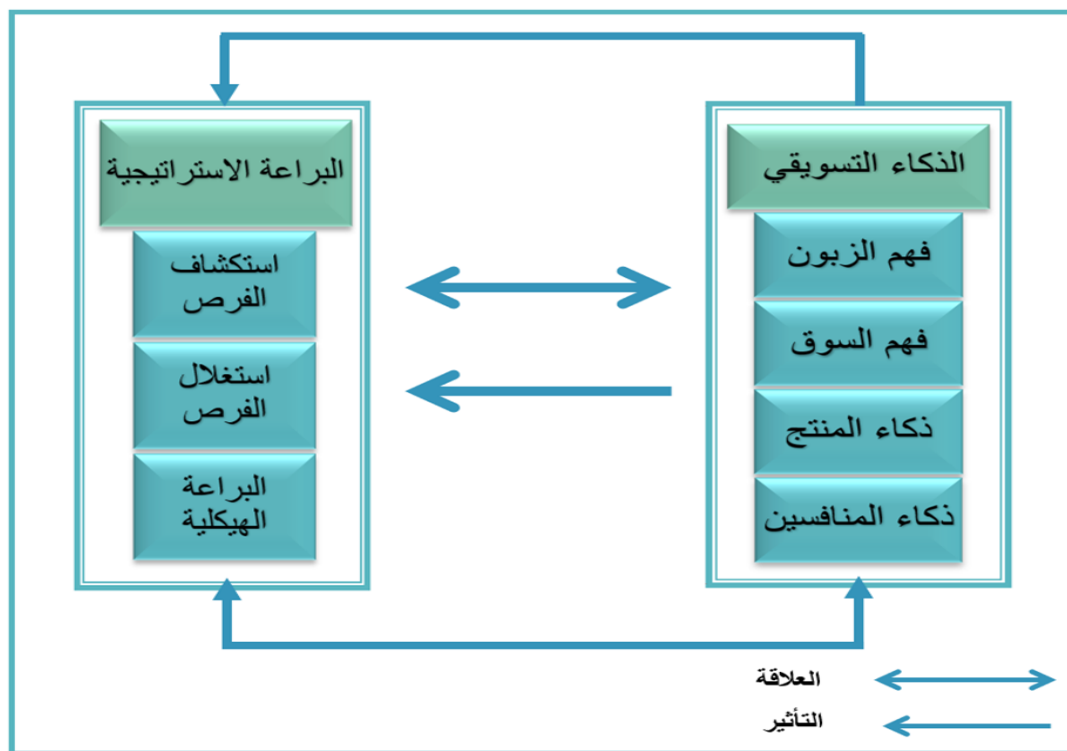 الذكاء التسويقي
فهم الزبون
فهم السوق
ذكاء المنتج
ذكاء المنافسين
البراعة الاستراتيجية
استكشاف
الفرص
استغلال
الفرص
البراعة
الهيكلية
العلاقة
التأثير